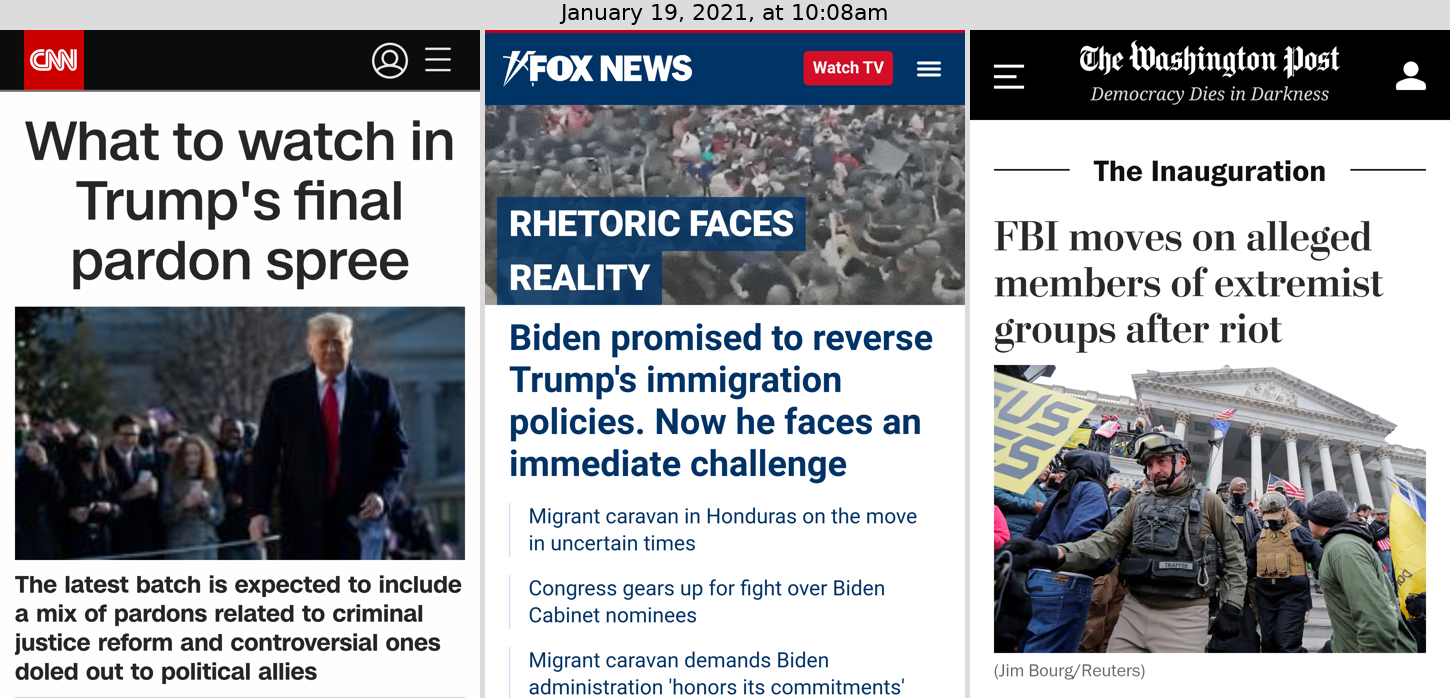 January 19, 2021, at 10:08am
CNN
What to watch in
Trump's final
pardon spree
The latest batch is expected to include
a mix of pardons related to criminal
justice reform and controversial ones
doled out to political allies
FOX NEWS
Watch TV
RHETORIC FACES
REALITY
Biden promised to reverse
Trump's immigration
policies. Now he faces an
immediate challenge
Migrant caravan in Honduras on the move
in uncertain times
Congress gears up for fight over Biden
Cabinet nominees
Migrant caravan demands Biden
administration 'honors its commitments'
The Washington Post
Democracy Dies in Darkness
The Inauguration
FBI moves on alleged
members of extremist
groups after riot
TRAPPER
(Jim Bourg/Reuters)